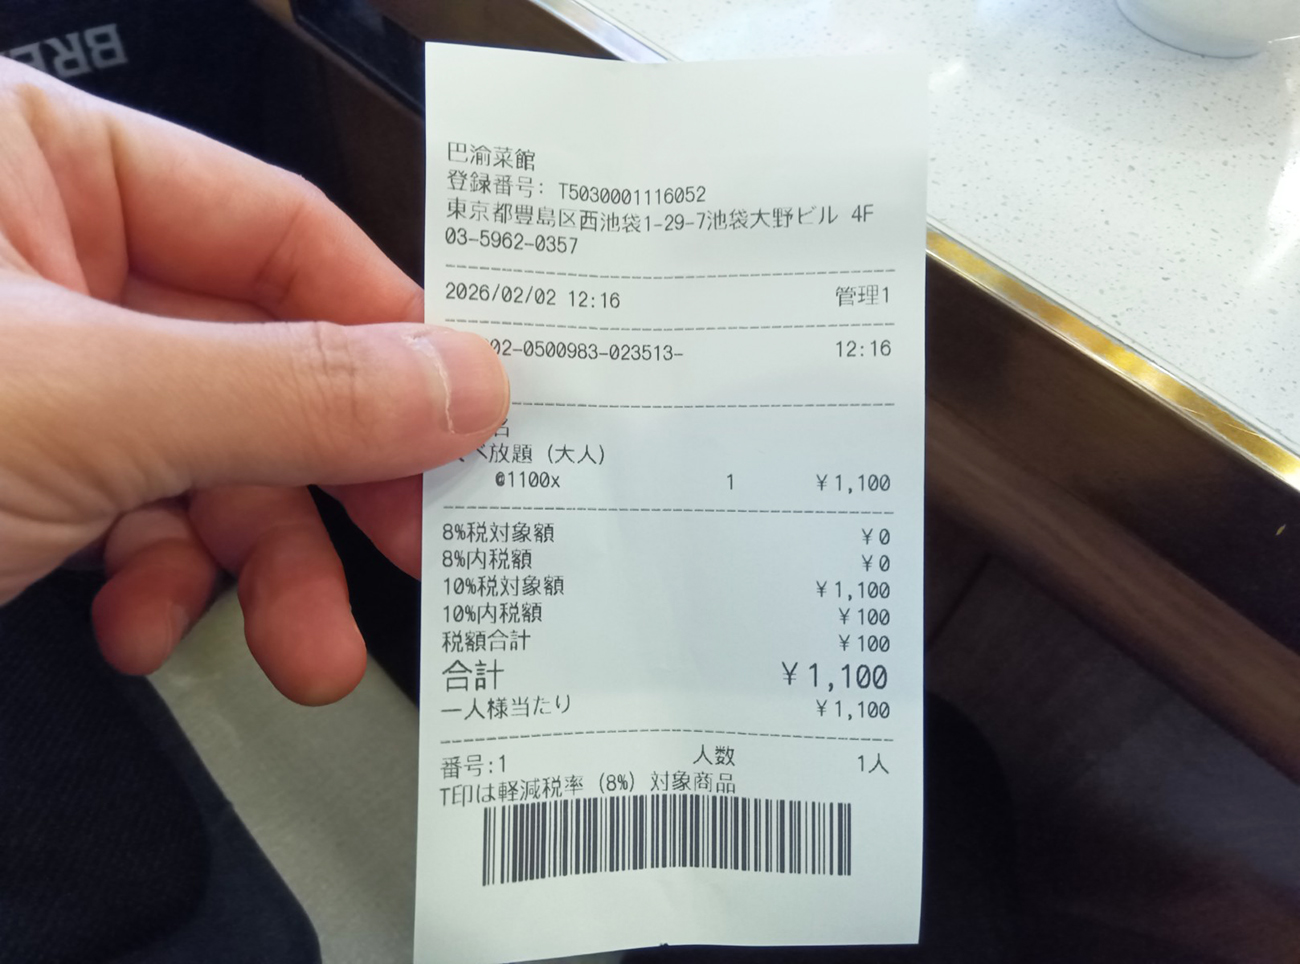 BRE
巴渝菜館
登録番号: T5030001116052
東京都豊島区西池袋1-29-7池袋大野ビル 4F
03-5962-0357
2026/02/02 12:16 管理1
02-0500983-023513- 12:16
名
べ放題 (大人)
@1100x 1 ¥1,100
8%税対象額 ¥0
8%内税額 ¥0
10%税対象額 ¥1,100
10%内税額 ¥100
税額合計 ¥100
合計 ¥1,100
一人様当たり ¥1,100
番号:1 人数 1人
T印は軽減税率 (8%) 対象商品